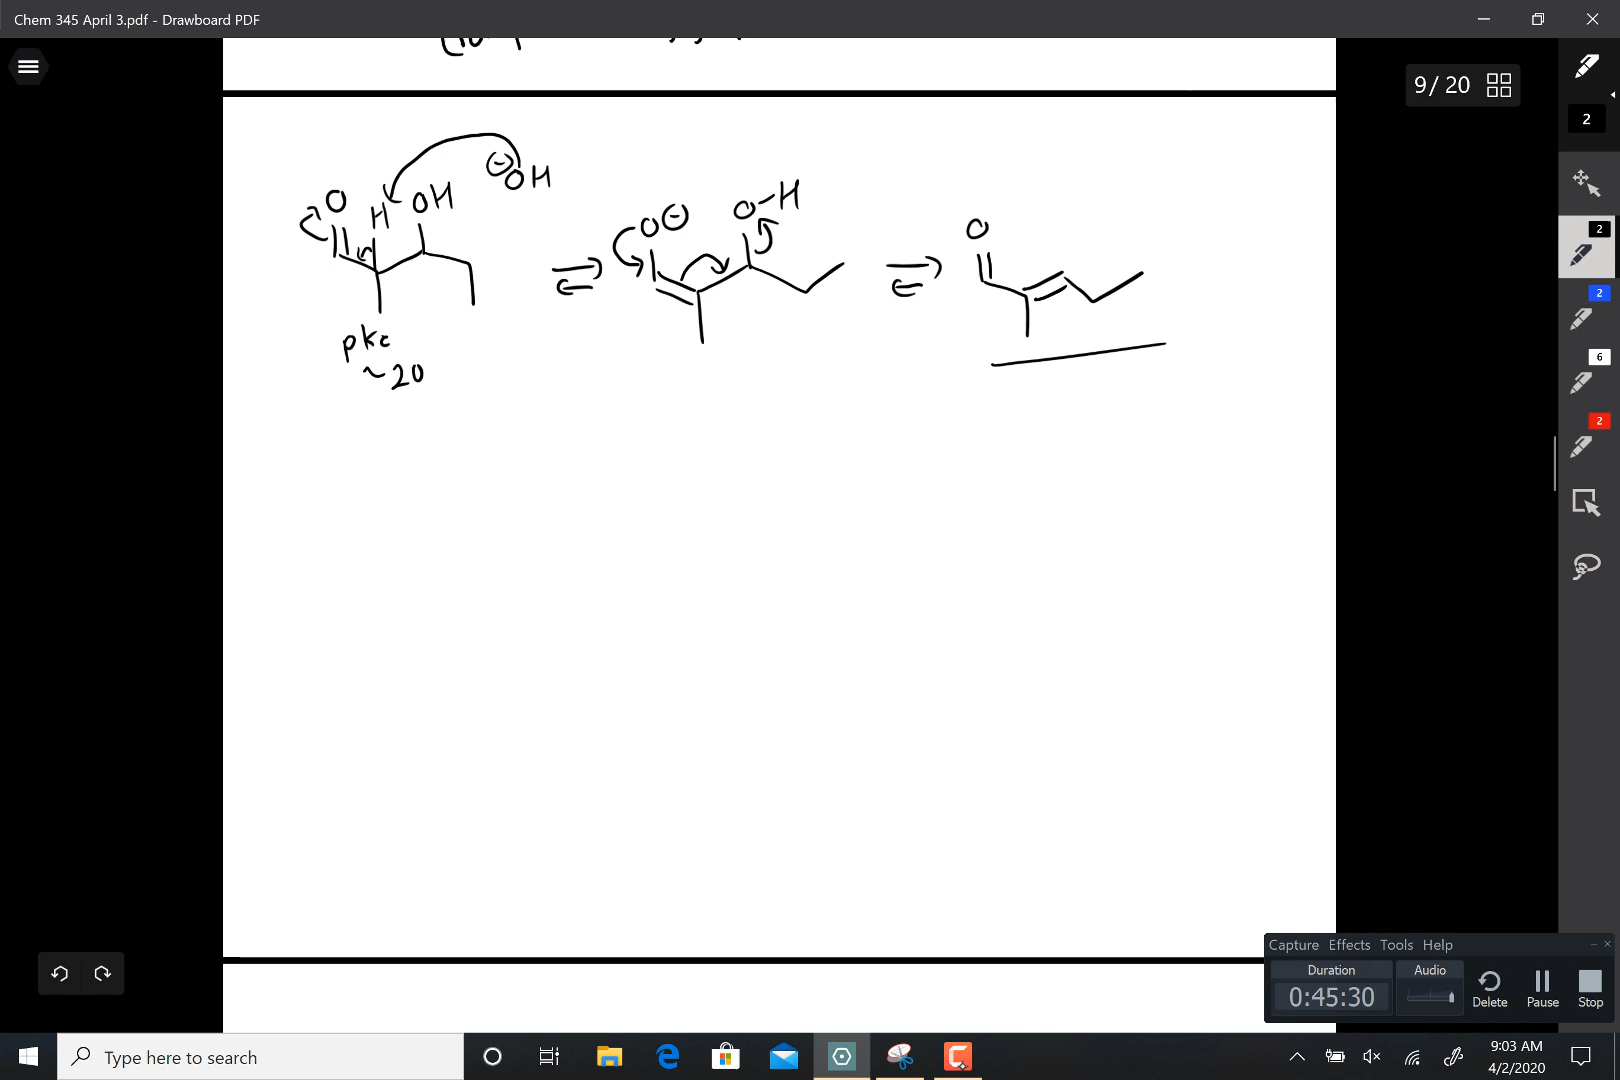 Chem 345 April 3.pdf - Drawboard PDF
9 / 20
2
2
2
6
2
O
H
OH
⊖
OH
pka
~20
O⊖
O-H
O
Capture Effects Tools Help
Duration
Audio
0:45:30
Delete
Pause
Stop
Type here to search
9:03 AM
4/2/2020